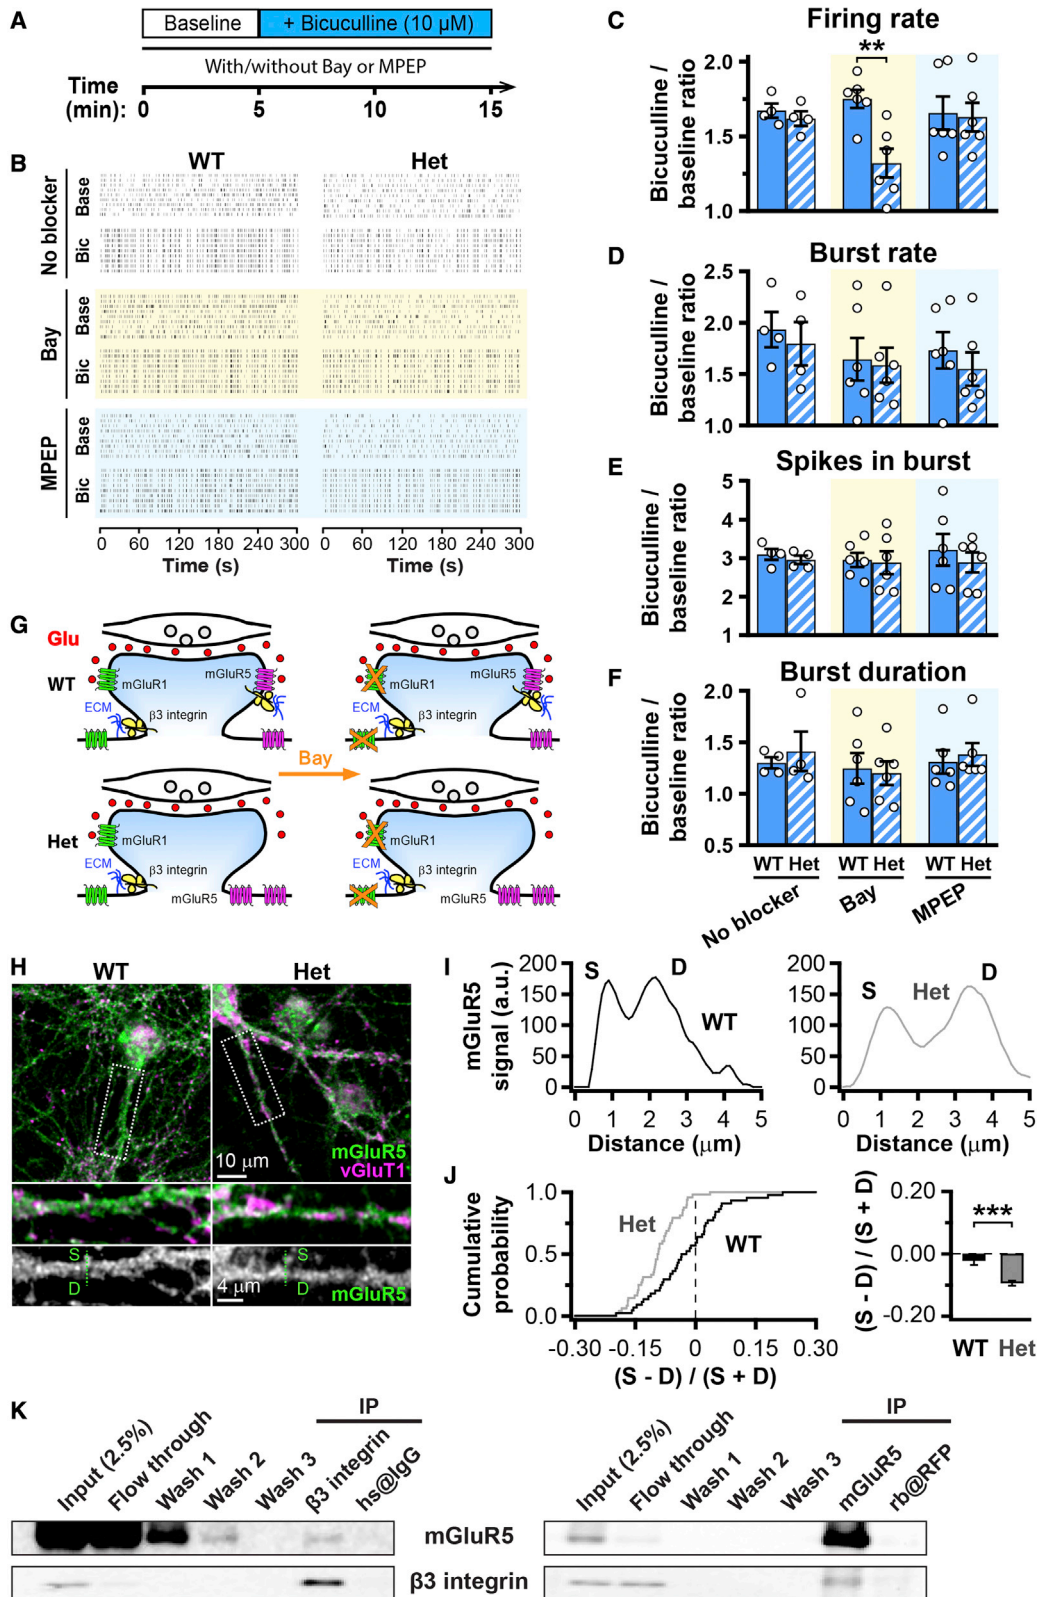 A
Baseline
+ Bicuculline (10 µM)
With/without Bay or MPEP
Time
(min):
0
5
10
15
B
WT
Het
No blocker
Base
Bic
Bay
Base
Bic
MPEP
Base
Bic
0 60 120 180 240 300
0 60 120 180 240 300
Time (s)
Time (s)
C
Firing rate
Bicuculline /
baseline ratio
2.0
1.5
1.0
**
D
Burst rate
Bicuculline /
baseline ratio
2.5
2.0
1.5
1.0
E
Spikes in burst
Bicuculline /
baseline ratio
5
4
3
2
1
F
Burst duration
Bicuculline /
baseline ratio
2.0
1.5
1.0
0.5
WT Het
WT Het
WT Het
No blocker
Bay
MPEP
G
Glu
WT
mGluR1
mGluR5
ECM
β3 integrin
mGluR1
mGluR5
ECM
β3 integrin
Bay
Het
mGluR1
ECM
β3 integrin
mGluR5
mGluR1
ECM
β3 integrin
mGluR5
H
WT
Het
10 µm
mGluR5
vGluT1
S
D
S
D
4 µm
mGluR5
I
mGluR5
signal (a.u.)
200
150
100
50
0
S
D
WT
0 1 2 3 4 5
Distance (µm)
200
150
100
50
0
S
Het
D
0 1 2 3 4 5
Distance (µm)
J
Cumulative
probability
1.0
0.5
0.0
Het
WT
-0.30 -0.15 0 0.15 0.30
(S - D) / (S + D)
(S - D) / (S + D)
0.20
0.00
-0.20
***
WT
Het
K
IP
Input (2.5%)
Flow through
Wash 1
Wash 2
Wash 3
β3 integrin
hs@IgG
IP
Input (2.5%)
Flow through
Wash 1
Wash 2
Wash 3
mGluR5
rb@RFP
mGluR5
β3 integrin